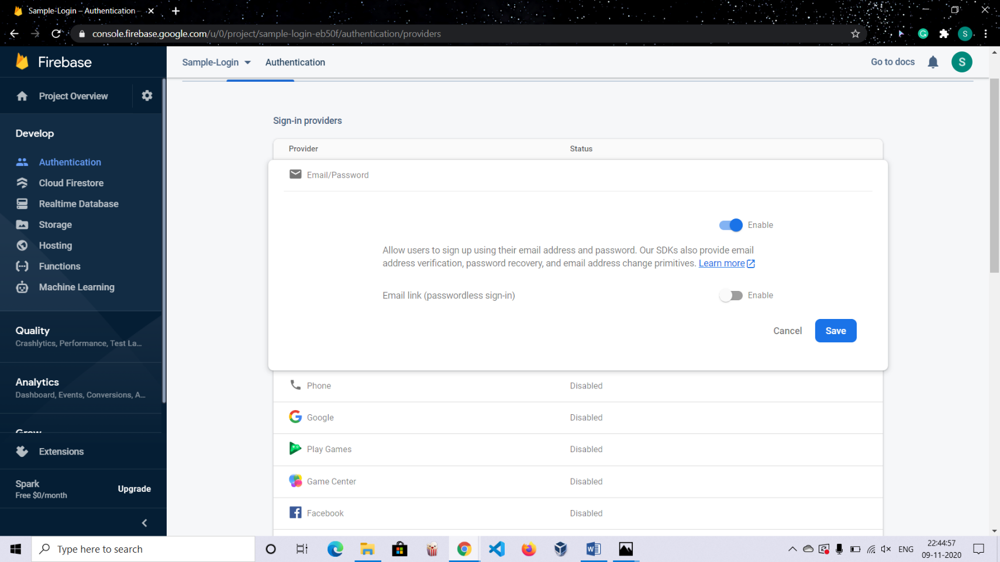 Sample-Login – Authentication
console.firebase.google.com/u/0/project/sample-login-eb50f/authentication/providers
S
Firebase
Sample-Login
Authentication
Go to docs
S
Project Overview
Develop
Authentication
Cloud Firestore
Realtime Database
Storage
Hosting
Functions
Machine Learning
Quality
Crashlytics, Performance, Test La...
Analytics
Dashboard, Events, Conversions, A...
Grow
Extensions
Spark
Free $0/month
Upgrade
Sign-in providers
Provider
Status
Email/Password
Enable
Allow users to sign up using their email address and password. Our SDKs also provide email
address verification, password recovery, and email address change primitives. Learn more
Email link (passwordless sign-in)
Enable
Cancel
Save
Phone
Disabled
Google
Disabled
Play Games
Disabled
Game Center
Disabled
Facebook
Disabled
Type here to search
ENG
22:44:57
09-11-2020